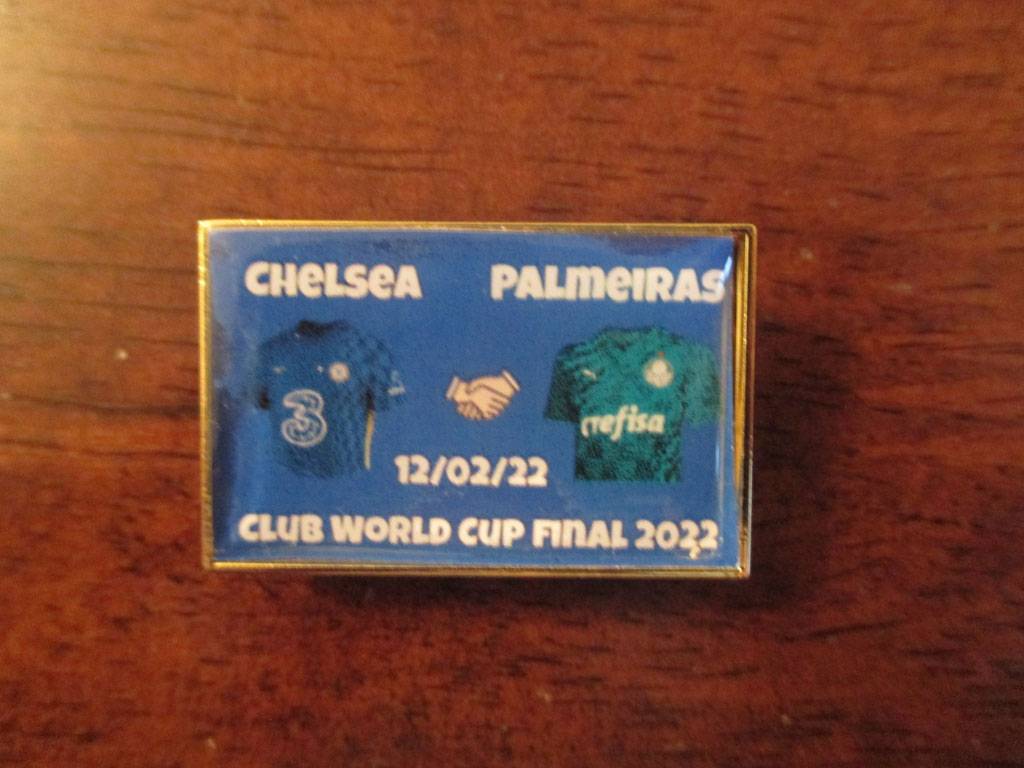 CHELSEA PALMEIRAS
3
crefisa
12/02/22
CLUB WORLD CUP FINAL 2022